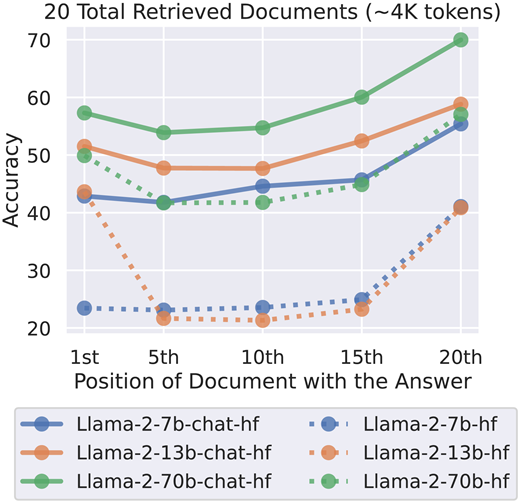 20 Total Retrieved Documents (~4K tokens)
70
60
50
40
30
20
Accuracy
1st 5th 10th 15th 20th
Position of Document with the Answer
Llama-2-7b-chat-hf Llama-2-7b-hf
Llama-2-13b-chat-hf Llama-2-13b-hf
Llama-2-70b-chat-hf Llama-2-70b-hf